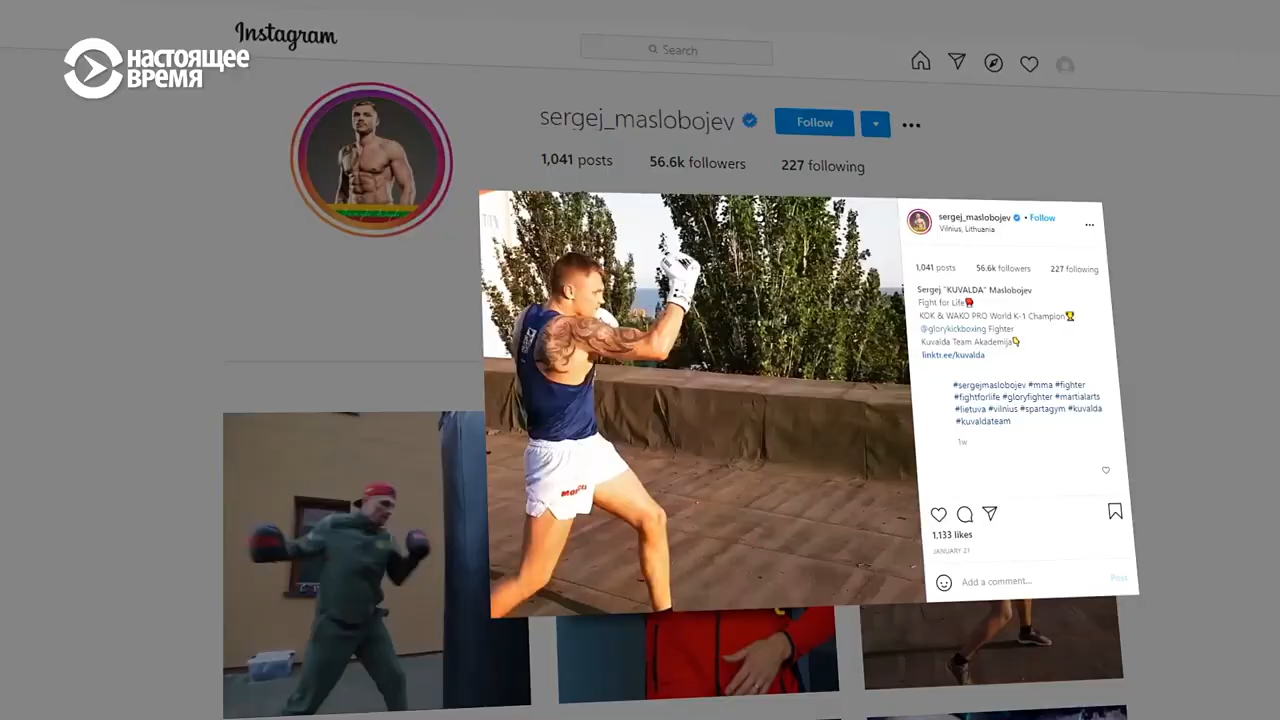 НАСТОЯЩЕЕ
ВРЕМЯ
Instagram
Search
sergej_maslobojev
Follow
1,041 posts 56.6k followers 227 following
sergej_maslobojev • Follow
Vilnius, Lithuania
1,041 posts 56.6k followers 227 following
Sergej "KUVALDA" Maslobojev
Fight for Life
KOK & WAKO PRO World K-1 Champion
@glorykickboxing Fighter
Kuvalda Team Akademija
linktr.ee/kuvalda
#sergejmaslobojev #mma #fighter
#fightforlife #gloryfighter #martialarts
#lietuva #vilnius #spartagym #kuvalda
#kuvaldateam
1w
1,133 likes
JANUARY 21
Add a comment... Post